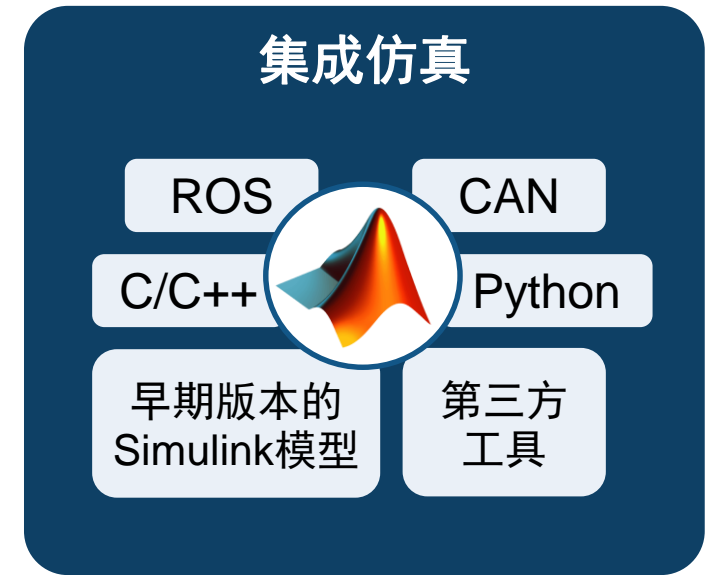 集成仿真
ROS
CAN
C/C++
Python
早期版本的
Simulink模型
第三方
工具